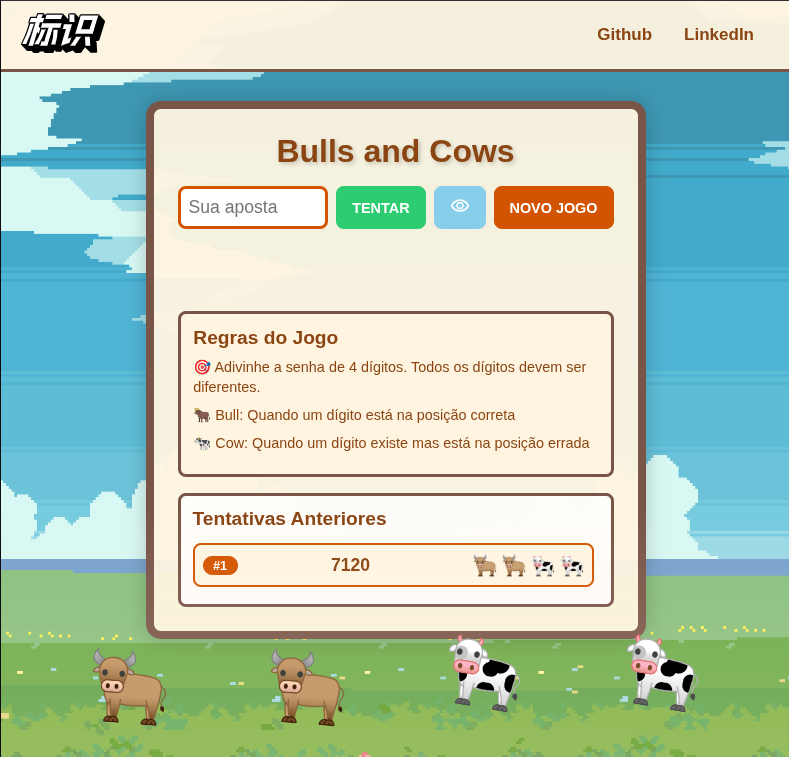 标识
Github LinkedIn
Bulls and Cows
Sua aposta TENTAR NOVO JOGO
Regras do Jogo
🎯 Adivinhe a senha de 4 dígitos. Todos os dígitos devem ser
diferentes.
🐂 Bull: Quando um dígito está na posição correta
🐄 Cow: Quando um dígito existe mas está na posição errada
Tentativas Anteriores
#1 7120